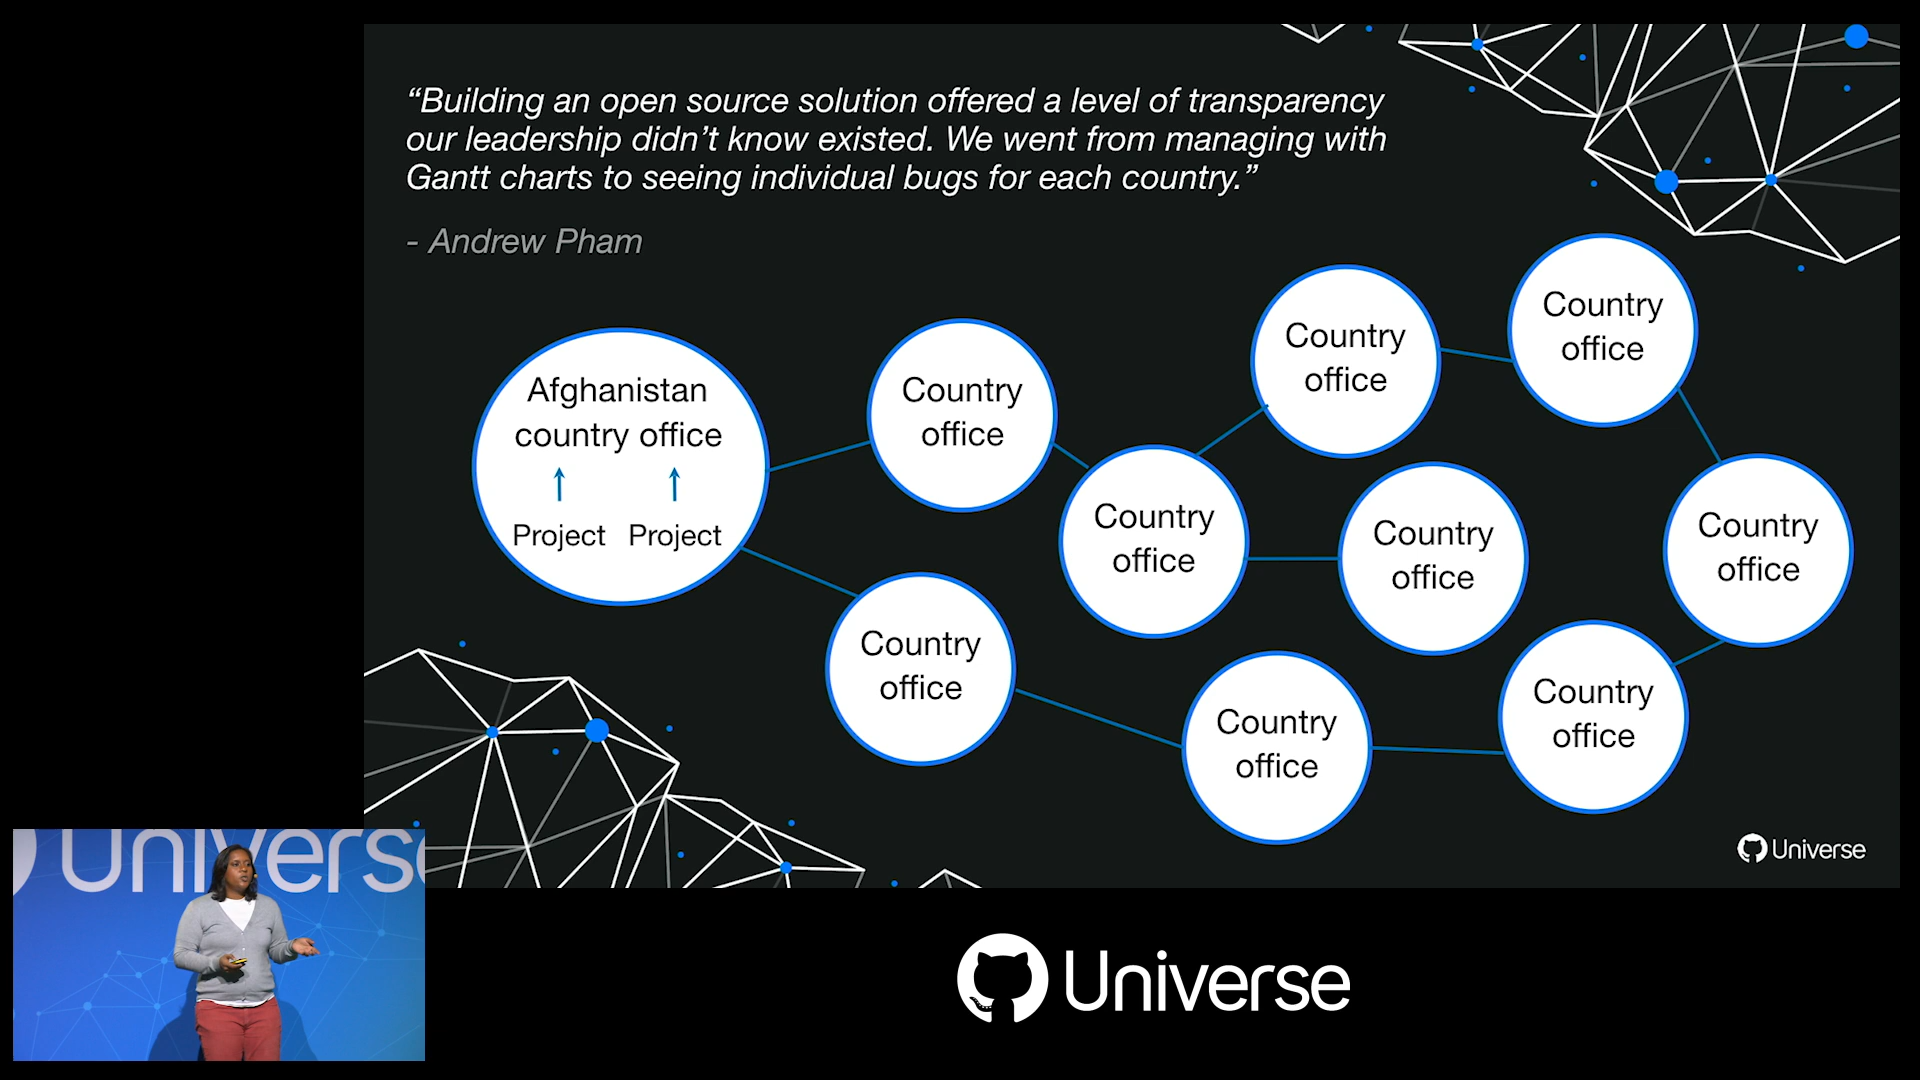 “Building an open source solution offered a level of transparency
our leadership didn’t know existed. We went from managing with
Gantt charts to seeing individual bugs for each country.”
- Andrew Pham
Afghanistan
country office
Project Project
Country
office
Country
office
Country
office
Country
office
Country
office
Country
office
Country
office
Country
office
Country
office
Universe
Universe
Universe